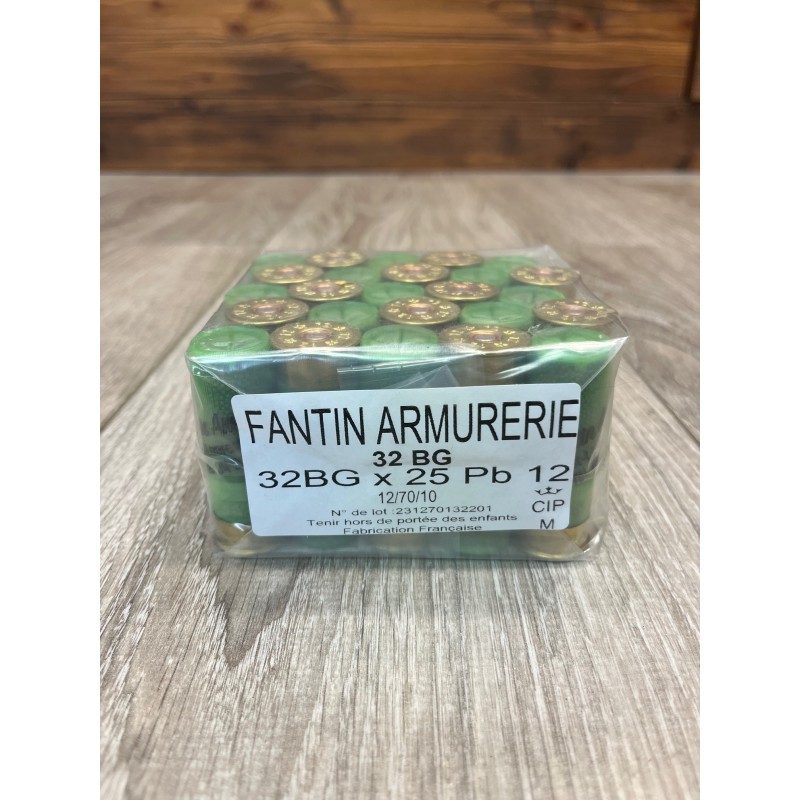 FANTIN ARMURERIE
32 BG
32BG x 25 Pb 12
12/70/10
N° de lot :231270132201
CIP
Tenir hors de portée des enfants
M
Fabrication Française